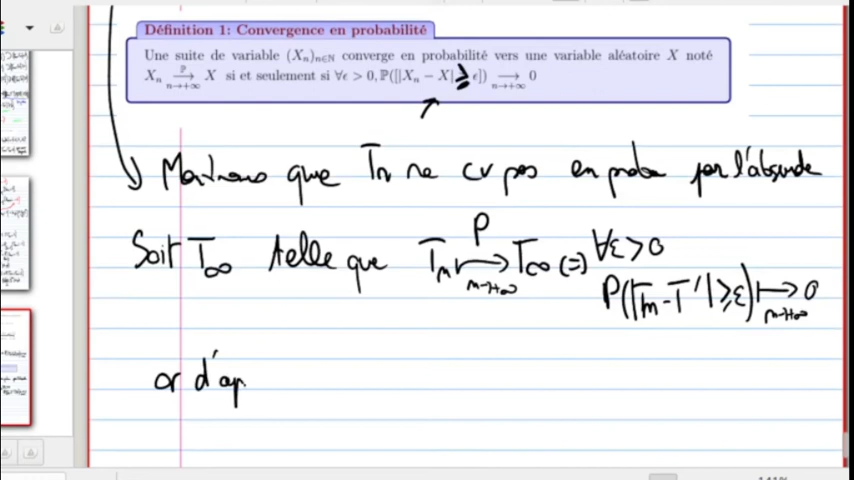 Définition 1: Convergence en probabilité
Une suite de variable (Xₙ)ₙ∈ℕ converge en probabilité vers une variable aléatoire X noté
Xₙ ℙ⟶ₙ→+∞ X si et seulement si ∀ϵ > 0, ℙ([|Xₙ − X| ≥ ϵ]) ⟶ₙ→+∞ 0
Montrons que Tn ne cv pas en proba par l'absurde
Soit T∞ telle que Tₙ P⟼ₙ→+∞ T∞ (=) ∀ε>0
P(|Tₙ-T'|≥ε) ⟼ₙ→+∞ 0
or d'ap